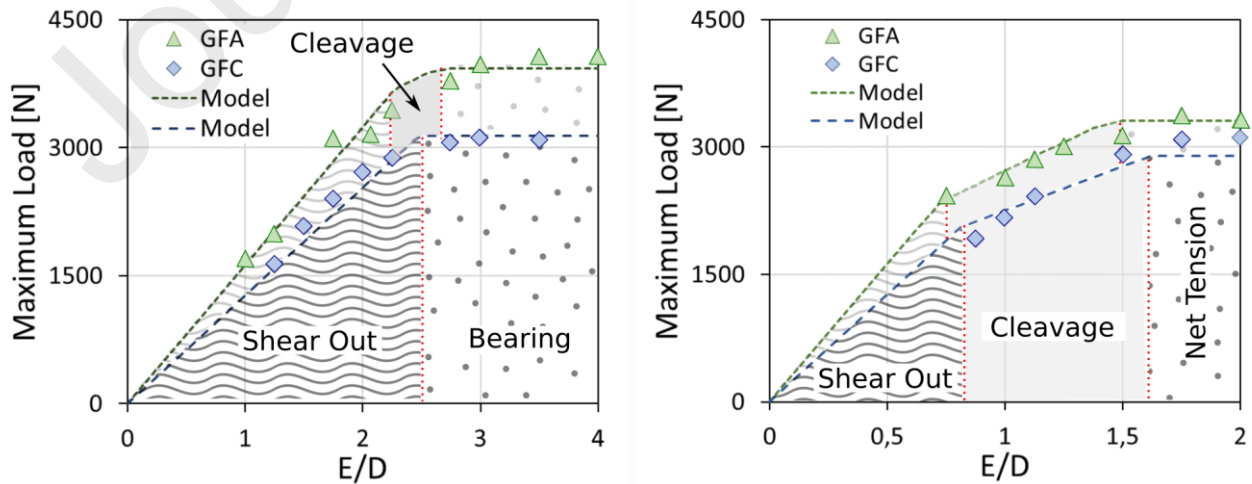 Jou
4500
3000
1500
0
Maximum Load [N]
GFA
GFC
Model
Model
Cleavage
Shear Out
Bearing
0
1
2
3
4
E/D
4500
3000
1500
0
Maximum Load [N]
GFA
GFC
Model
Model
Shear Out
Cleavage
Net Tension
0
0,5
1
1,5
2
E/D